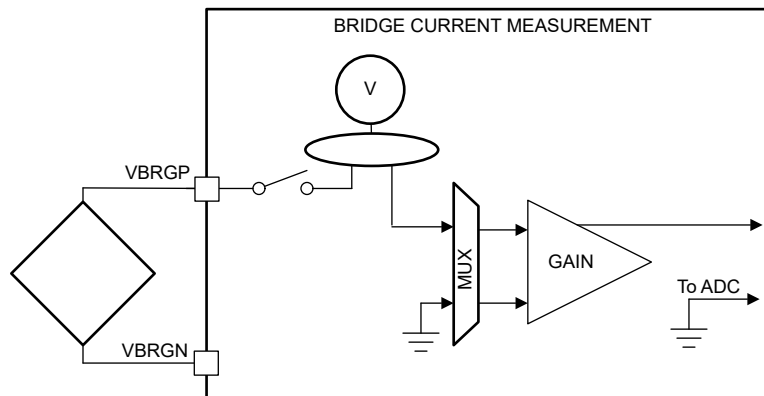 BRIDGE CURRENT MEASUREMENT
V
VBRGP
MUX
GAIN
To ADC
VBRGN